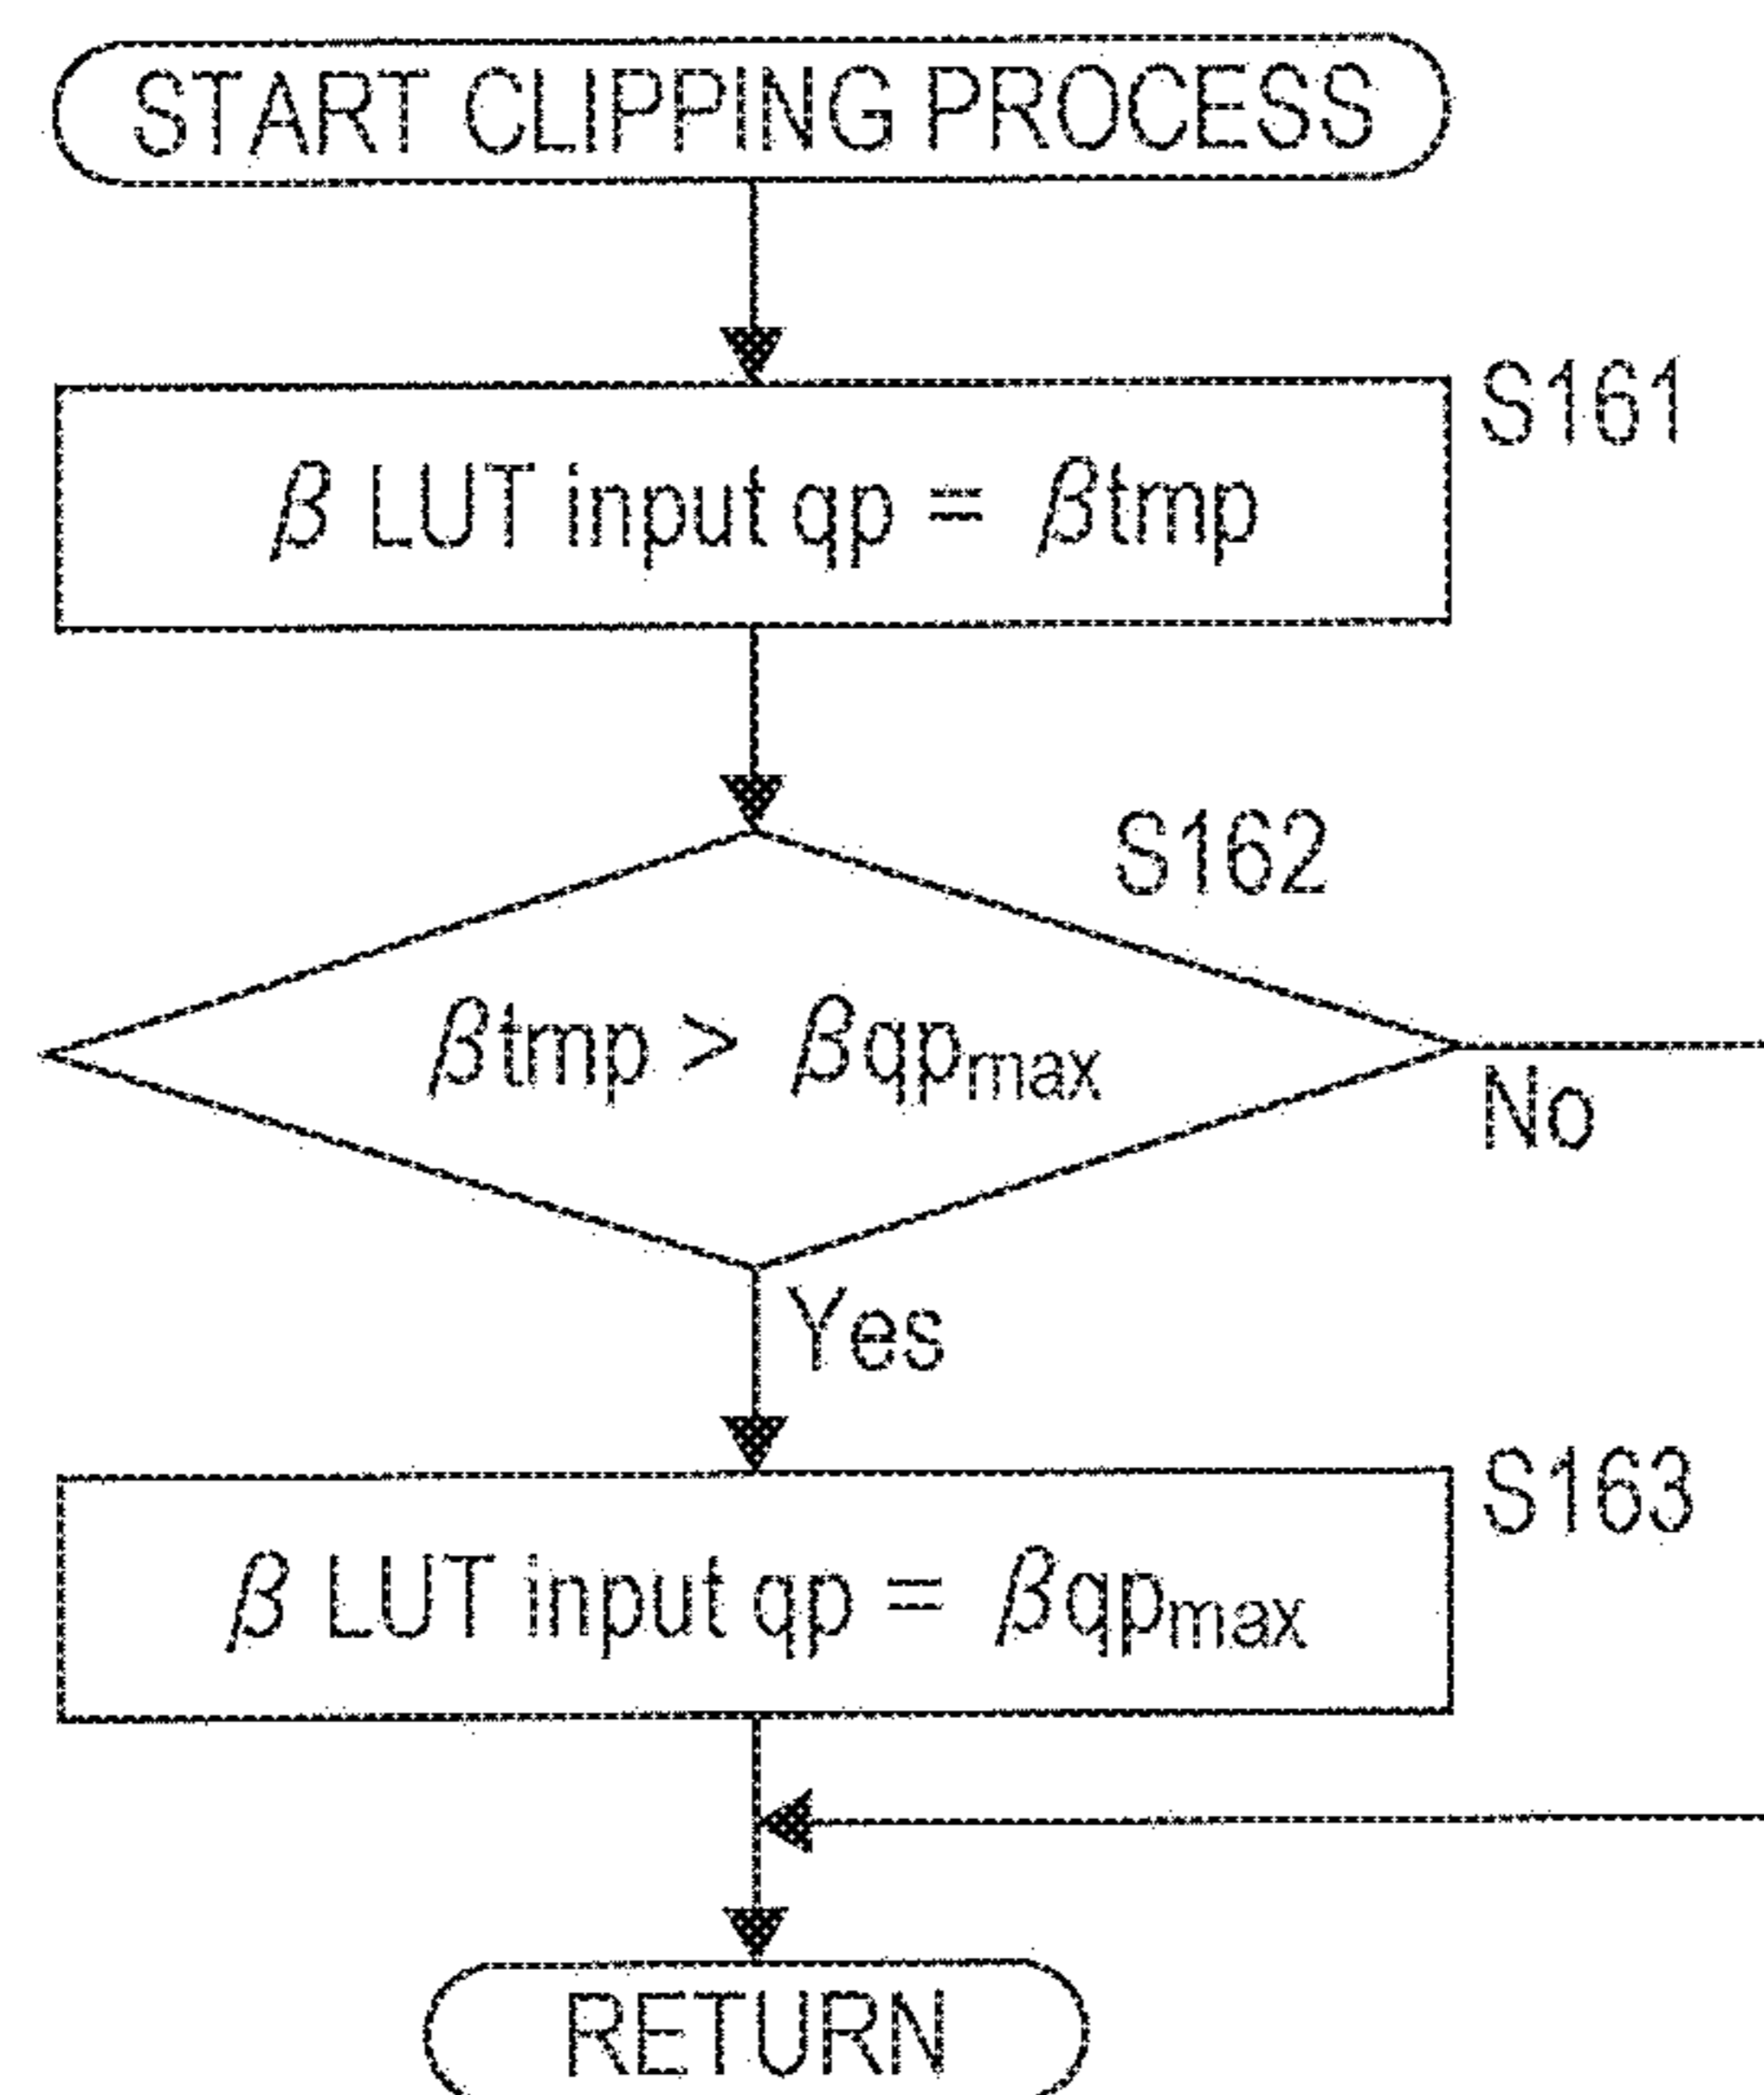 START CLIPPING PROCESS
S161
β LUT input qp = βtmp
S162
βtmp > βqpmax
No
Yes
S163
β LUT input qp = βqpmax
RETURN